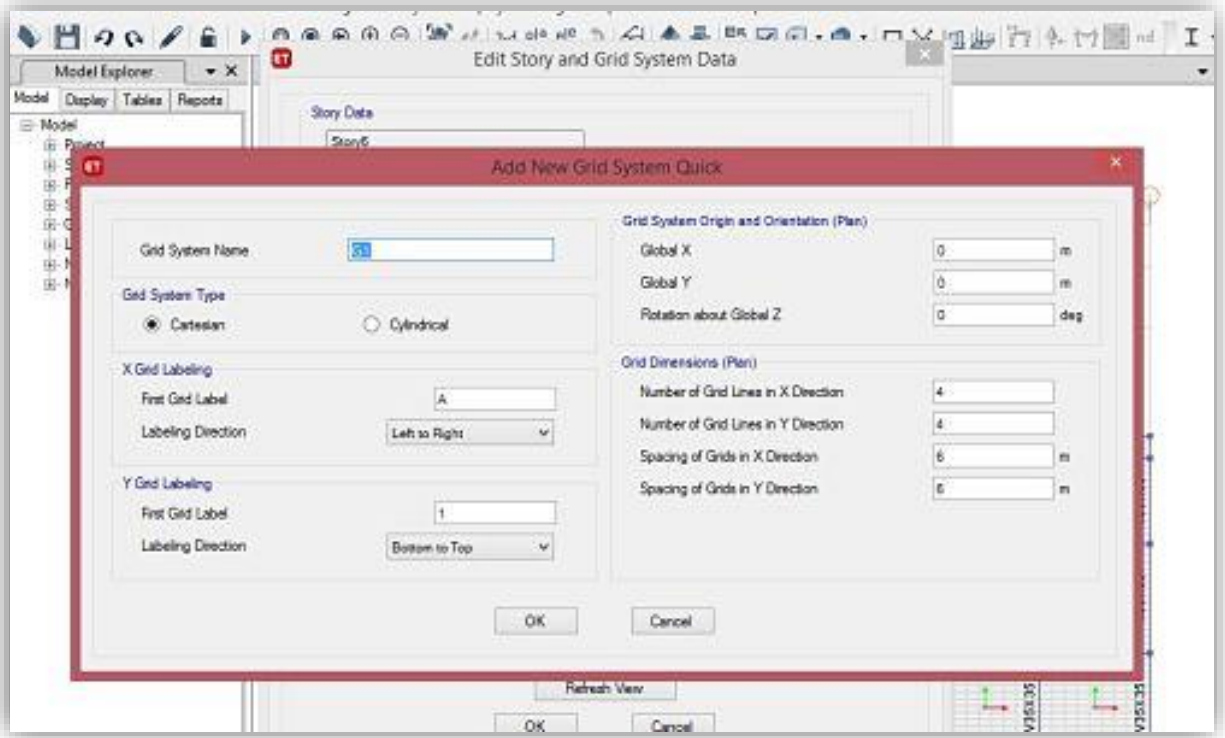 Model Explorer
ET
Edit Story and Grid System Data
Model Display Tables Reports
Model
Project
Story Data
Story6
ET
Add New Grid System Quick
Grid System Name
G1
Grid System Type
Cartesian
Cylindrical
X Grid Labeling
First Grid Label
A
Labeling Direction
Left to Right
Y Grid Labeling
First Grid Label
1
Labeling Direction
Bottom to Top
Grid System Origin and Orientation (Plan)
Global X
0
m
Global Y
0
m
Rotation about Global Z
0
deg
Grid Dimensions (Plan)
Number of Grid Lines in X Direction
4
Number of Grid Lines in Y Direction
4
Spacing of Grids in X Direction
6
m
Spacing of Grids in Y Direction
6
m
OK
Cancel
Refresh View
OK
Cancel
V35X35
V35X35